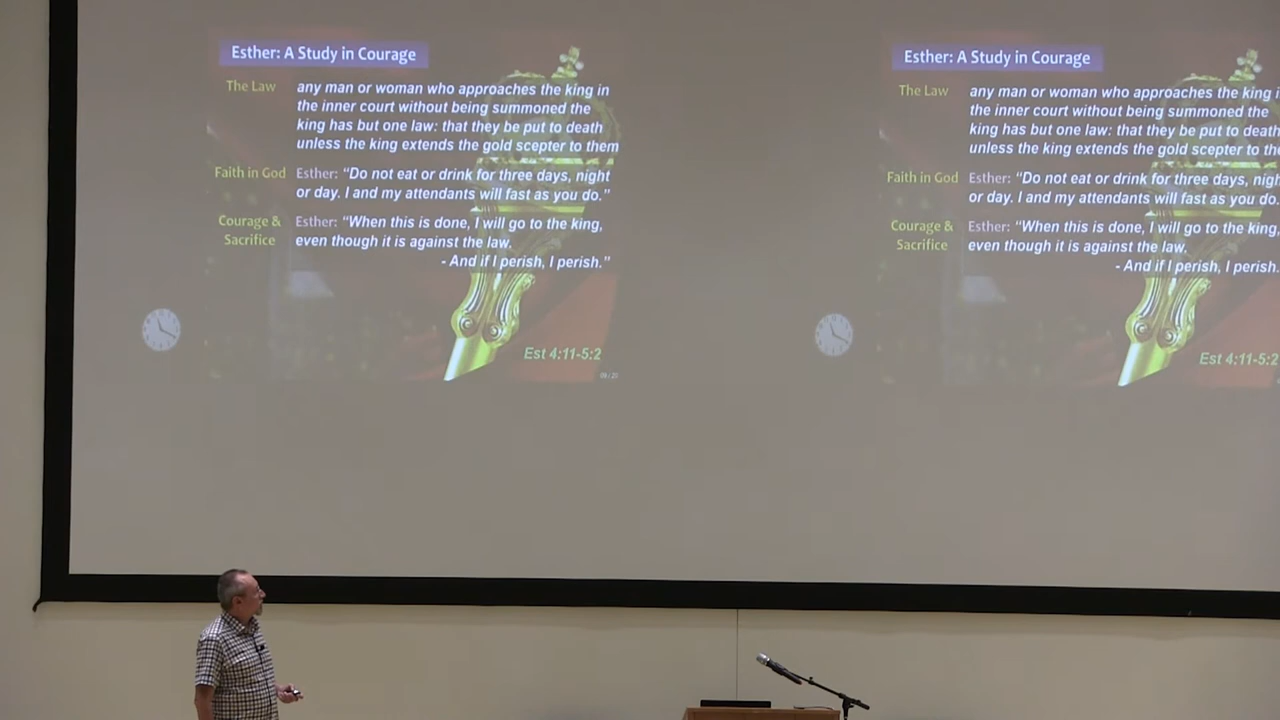 Esther: A Study in Courage
The Law any man or woman who approaches the king in
the inner court without being summoned the
king has but one law: that they be put to death
unless the king extends the gold scepter to them
Faith in God Esther: “Do not eat or drink for three days, night
or day. I and my attendants will fast as you do.”
Courage & Esther: “When this is done, I will go to the king,
Sacrifice even though it is against the law.
- And if I perish, I perish.”
Est 4:11-5:2
Esther: A Study in Courage
The Law any man or woman who approaches the king i
the inner court without being summoned the
king has but one law: that they be put to death
unless the king extends the gold scepter to the
Faith in God Esther: “Do not eat or drink for three days, nigh
or day. I and my attendants will fast as you do.
Courage & Esther: “When this is done, I will go to the king,
Sacrifice even though it is against the law.
- And if I perish, I perish.
Est 4:11-5:2